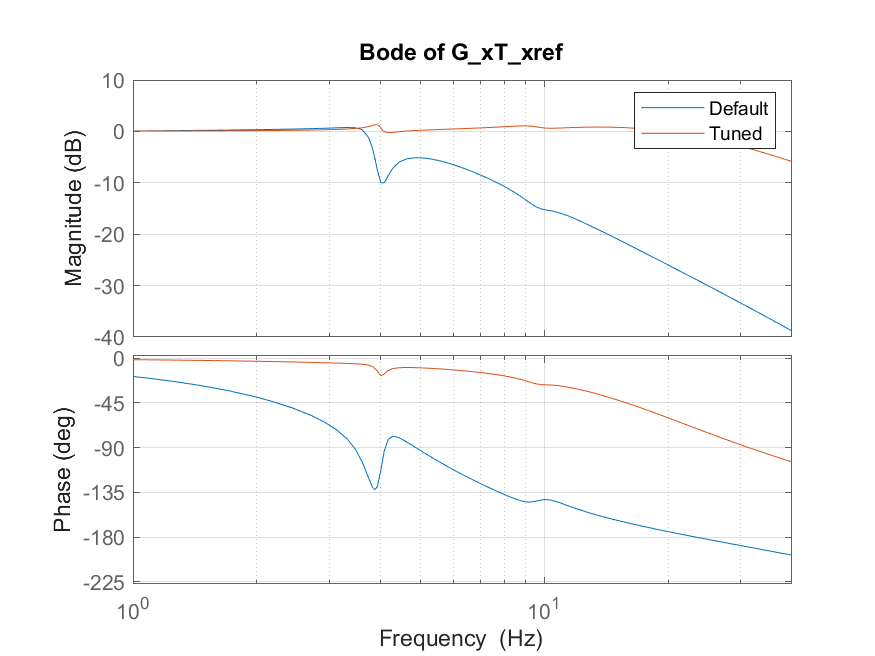 Bode of G_xT_xref
10
0
-10
-20
-30
-40
Magnitude (dB)
Default
Tuned
0
-45
-90
-135
-180
-225
Phase (deg)
10^0
10^1
Frequency (Hz)